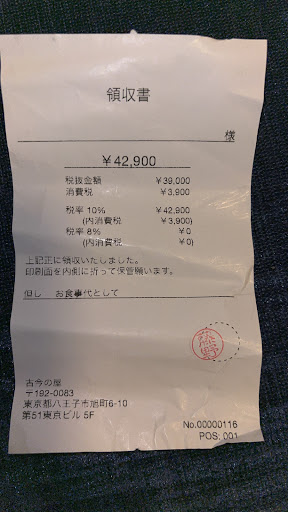 領収書
様
￥42,900
税抜金額 ￥39,000
消費税 ￥3,900
税率 10% ￥42,900
(内消費税 ￥3,900)
税率 8% ￥0
(内消費税 ￥0)
上記正に領収いたしました。
印刷面を内側に折って保管願います。
但し お食事代として
熊野
古今の屋
〒192-0083
東京都八王子市旭町6-10
第51東京ビル 5F
No.00000116
POS: 001